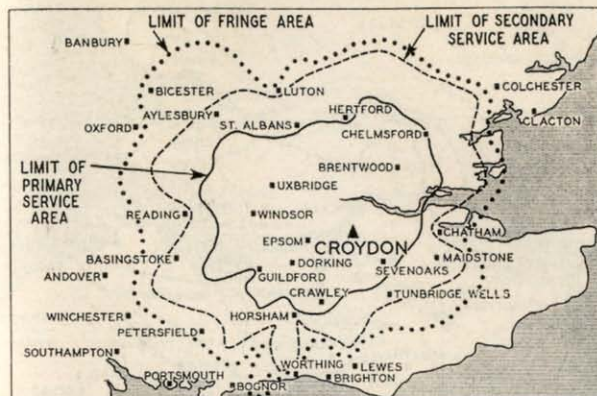 LIMIT OF FRINGE AREA
LIMIT OF SECONDARY
SERVICE AREA
BANBURY
BICESTER
LUTON
COLCHESTER
AYLESBURY
HERTFORD
CLACTON
OXFORD
ST. ALBANS
CHELMSFORD
LIMIT OF
PRIMARY
SERVICE
AREA
BRENTWOOD
UXBRIDGE
READING
WINDSOR
EPSOM
CROYDON
CHATHAM
BASINGSTOKE
DORKING
MAIDSTONE
ANDOVER
GUILDFORD
SEVENOAKS
CRAWLEY
TUNBRIDGE WELLS
WINCHESTER
HORSHAM
PETERSFIELD
SOUTHAMPTON
WORTHING
LEWES
PORTSMOUTH
BOGNOR
BRIGHTON